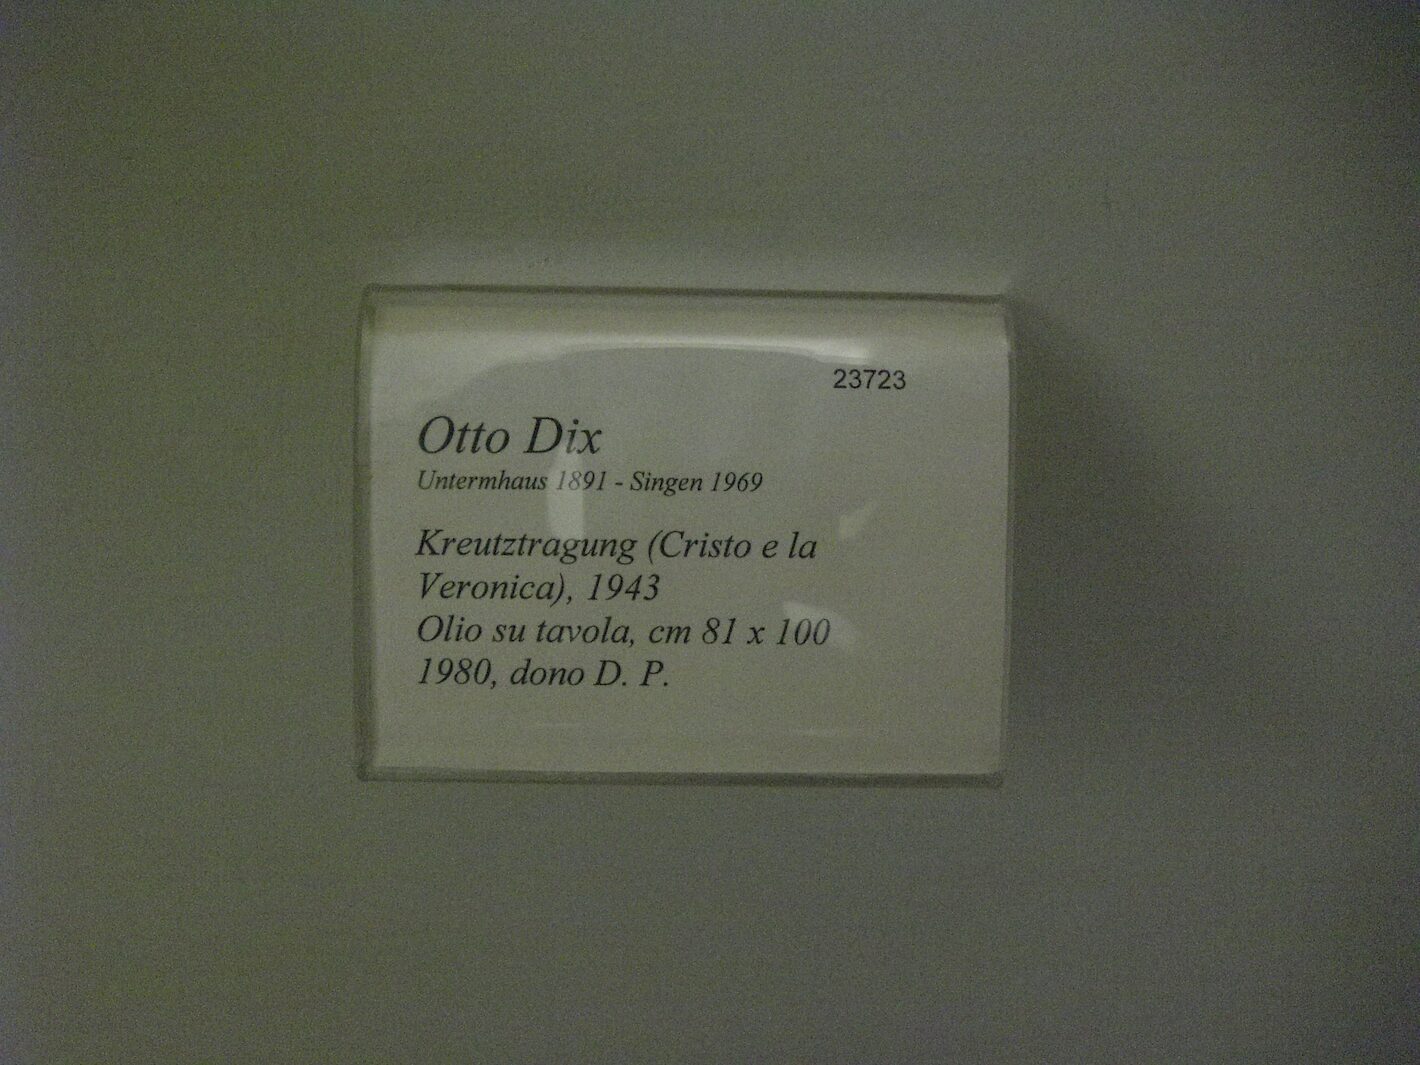 23723
Otto Dix
Untermhaus 1891 - Singen 1969
Kreutztragung (Cristo e la
Veronica), 1943
Olio su tavola, cm 81 x 100
1980, dono D. P.